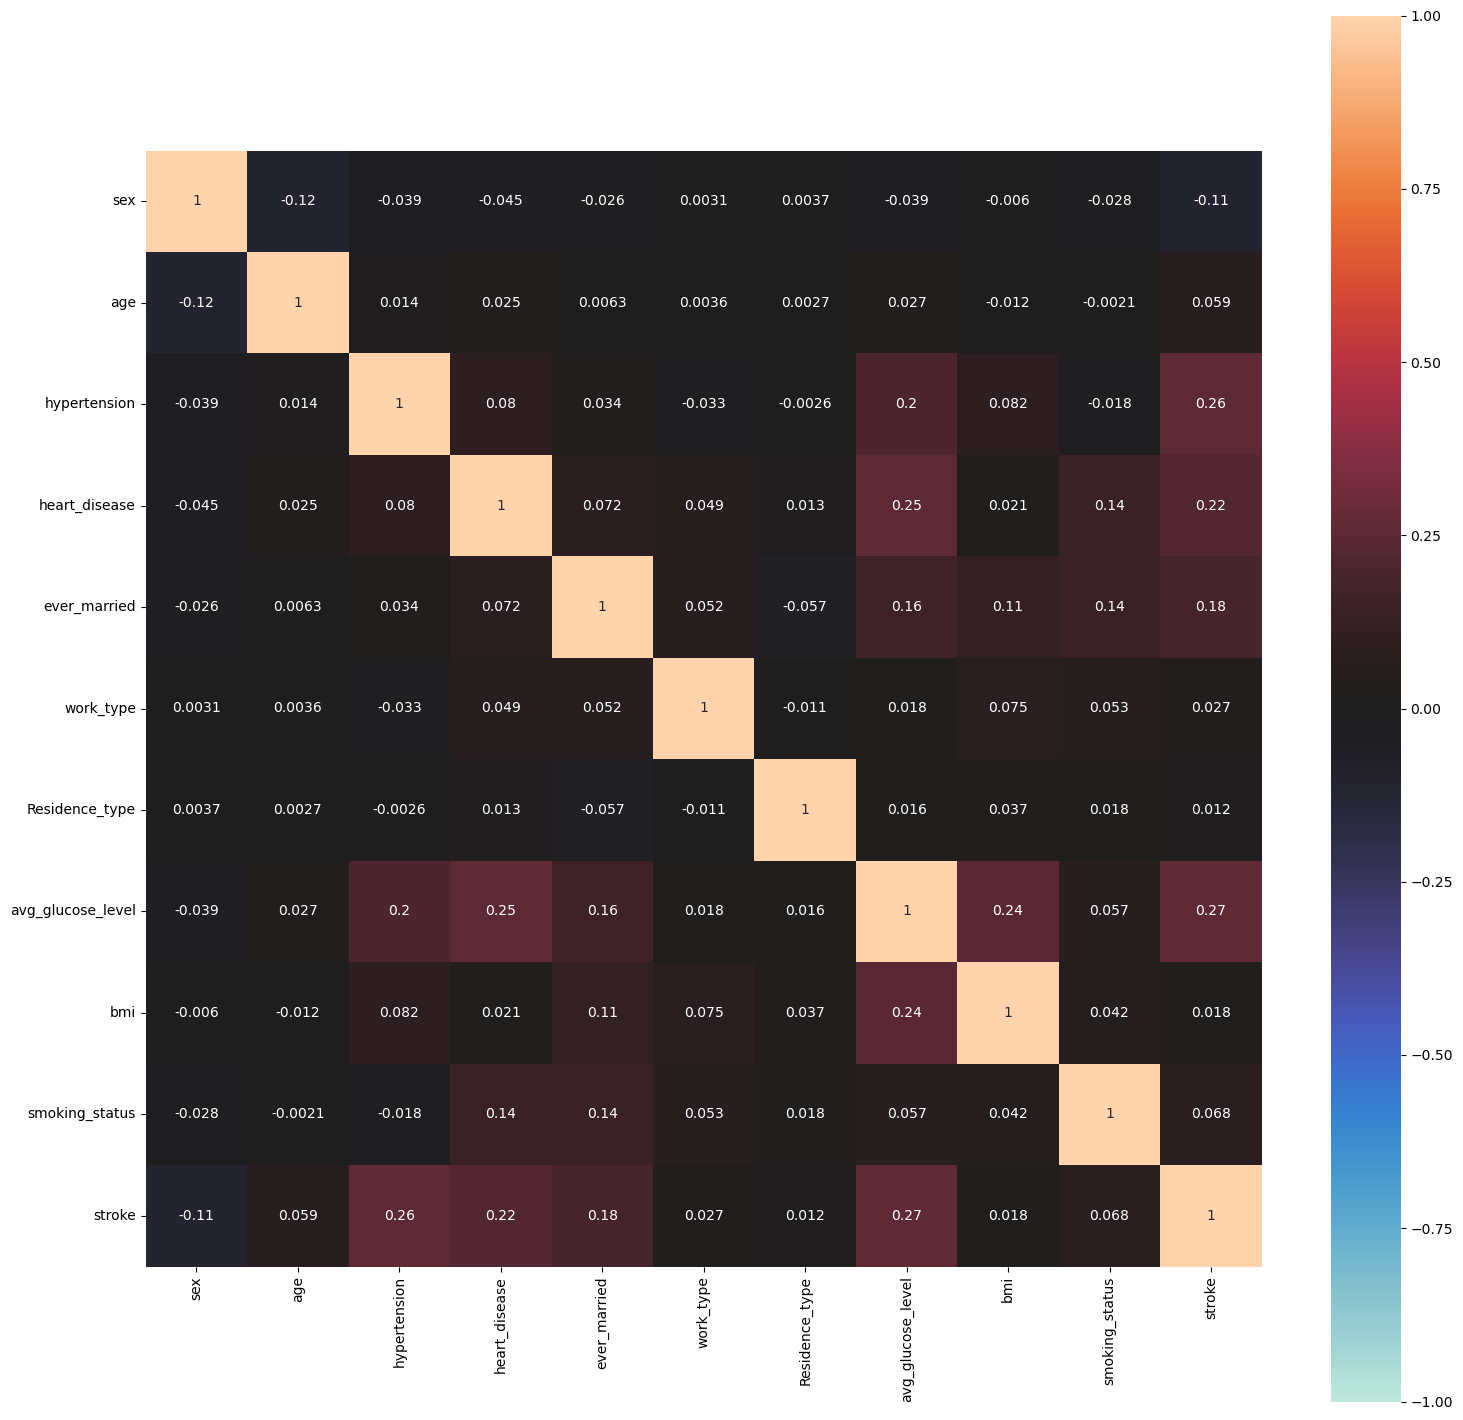 1.00
sex 1 -0.12 -0.039 -0.045 -0.026 0.0031 0.0037 -0.039 -0.006 -0.028 -0.11
0.75
age -0.12 1 0.014 0.025 0.0063 0.0036 0.0027 0.027 -0.012 -0.0021 0.059
0.50
hypertension -0.039 0.014 1 0.08 0.034 -0.033 -0.0026 0.2 0.082 -0.018 0.26
heart_disease -0.045 0.025 0.08 1 0.072 0.049 0.013 0.25 0.021 0.14 0.22
0.25
ever_married -0.026 0.0063 0.034 0.072 1 0.052 -0.057 0.16 0.11 0.14 0.18
work_type 0.0031 0.0036 -0.033 0.049 0.052 1 -0.011 0.018 0.075 0.053 0.027
0.00
Residence_type 0.0037 0.0027 -0.0026 0.013 -0.057 -0.011 1 0.016 0.037 0.018 0.012
−0.25
avg_glucose_level -0.039 0.027 0.2 0.25 0.16 0.018 0.016 1 0.24 0.057 0.27
bmi -0.006 -0.012 0.082 0.021 0.11 0.075 0.037 0.24 1 0.042 0.018
−0.50
smoking_status -0.028 -0.0021 -0.018 0.14 0.14 0.053 0.018 0.057 0.042 1 0.068
stroke -0.11 0.059 0.26 0.22 0.18 0.027 0.012 0.27 0.018 0.068 1
−0.75
sex age hypertension heart_disease ever_married work_type Residence_type avg_glucose_level bmi smoking_status stroke
−1.00